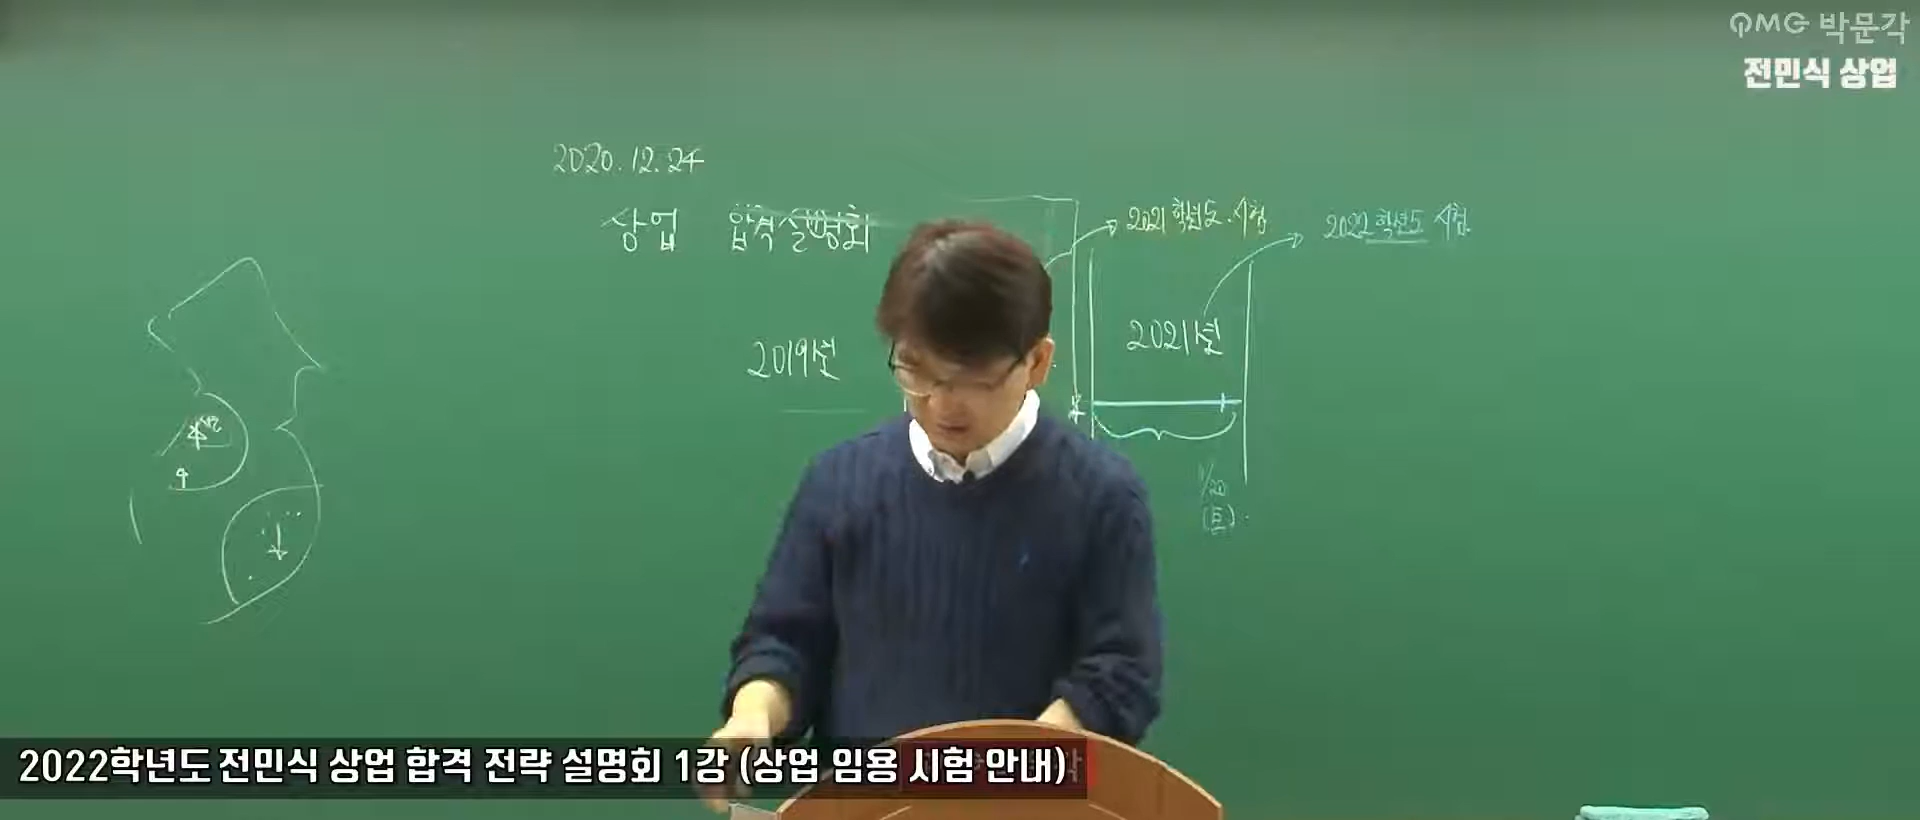 PMG 박문각
전민식 상업
2020.12.24
상업 합격설명회
2021학년도 시험
2022학년도 시험
2019년
2021년
(토)
2022학년도 전민식 상업 합격 전략 설명회 1강 (상업 임용 시험 안내)